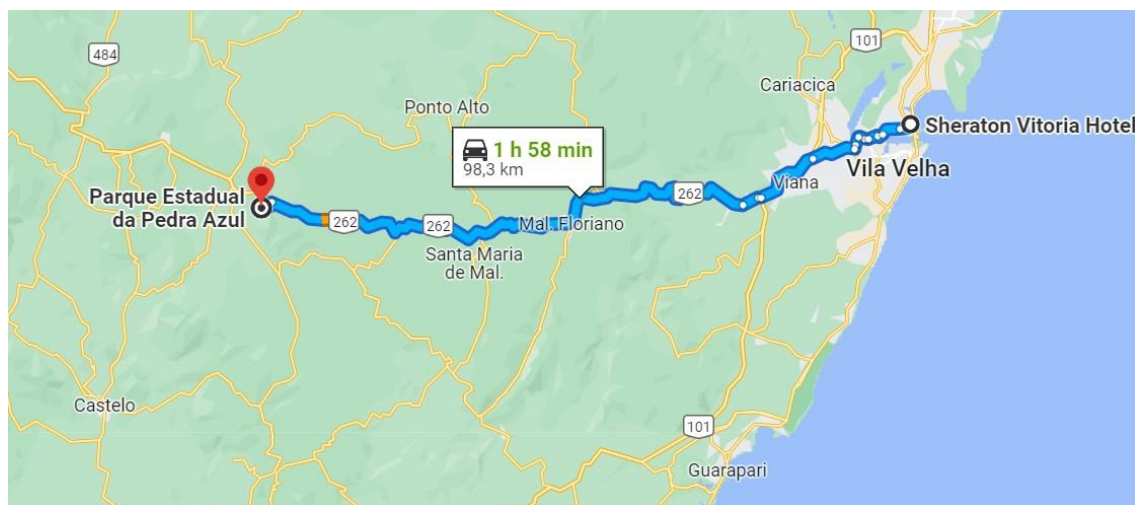 101
484
Cariacica
Ponto Alto
Sheraton Vitoria Hotel
1 h 58 min
98,3 km
Vila Velha
Viana
Parque Estadual
da Pedra Azul
262
262
262
Mal. Floriano
Santa Maria
de Mal.
Castelo
101
Guarapari